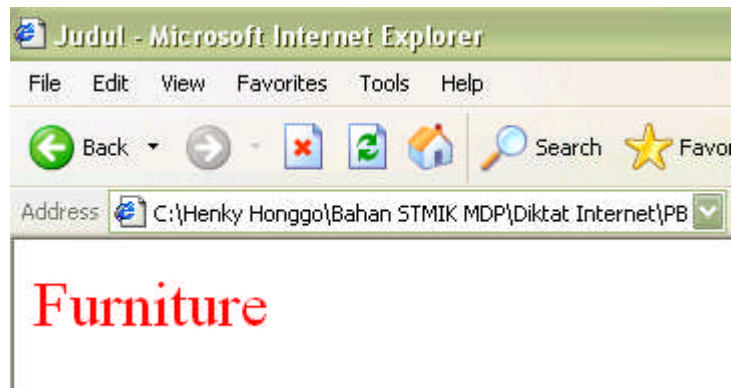 Judul - Microsoft Internet Explorer
File Edit View Favorites Tools Help
Back Search Favor
Address C:\Henky Honggo\Bahan STMIK MDP\Diktat Internet\PB
Furniture